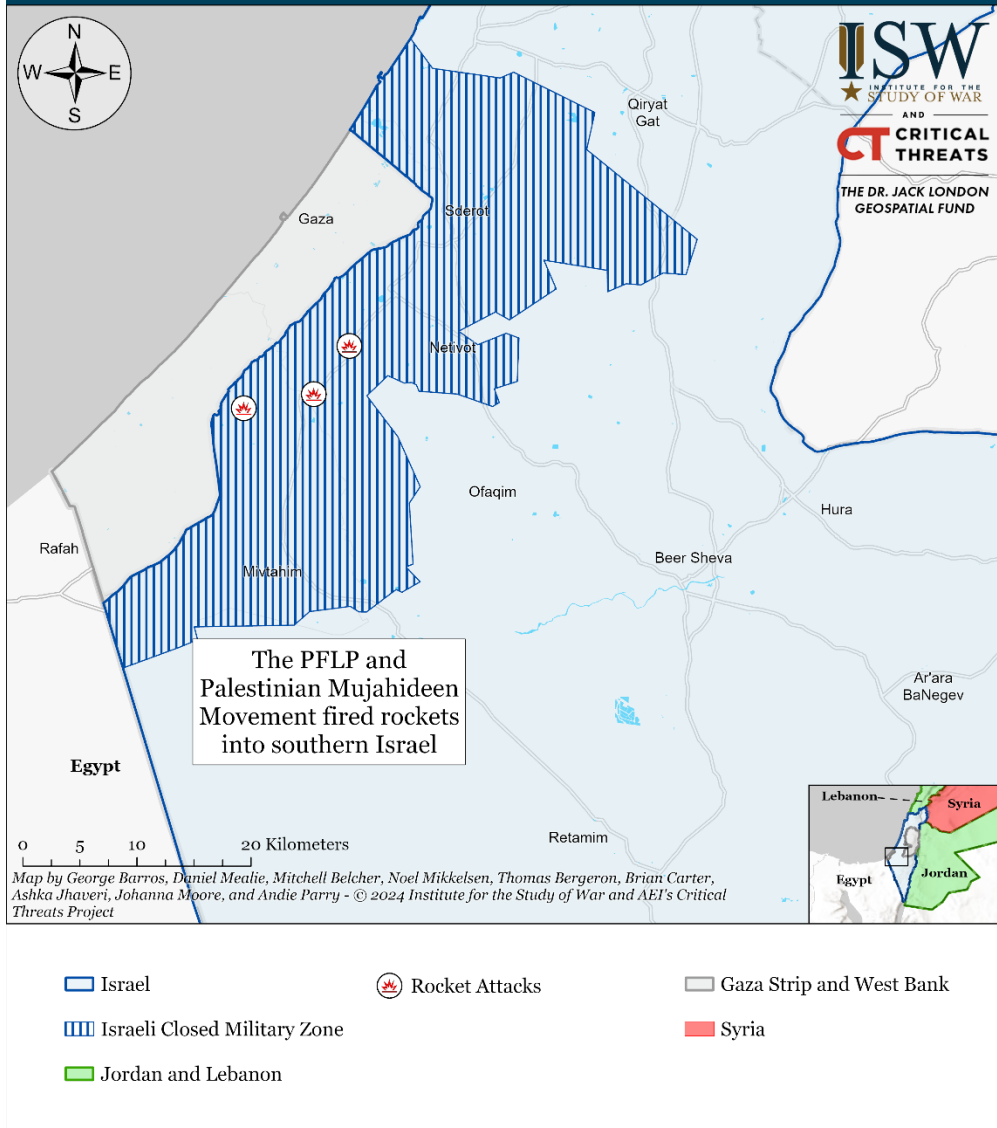 N
W E
S
ISW
INSTITUTE FOR THE
STUDY OF WAR
AND
CT CRITICAL
THREATS
THE DR. JACK LONDON
GEOSPATIAL FUND
Qiryat
Gat
Gaza
Sderot
Netivot
Ofaqim
Hura
Rafah
Beer Sheva
Mivtahim
The PFLP and
Palestinian Mujahideen
Movement fired rockets
into southern Israel
Ar'ara
BaNegev
Egypt
Retamim
0 5 10 20 Kilometers
Map by George Barros, Daniel Mealie, Mitchell Belcher, Noel Mikkelsen, Thomas Bergeron, Brian Carter,
Ashka Jhaveri, Johanna Moore, and Andie Parry - © 2024 Institute for the Study of War and AEI's Critical
Threats Project
Lebanon
Syria
Egypt
Jordan
Israel
Rocket Attacks
Gaza Strip and West Bank
Israeli Closed Military Zone
Syria
Jordan and Lebanon